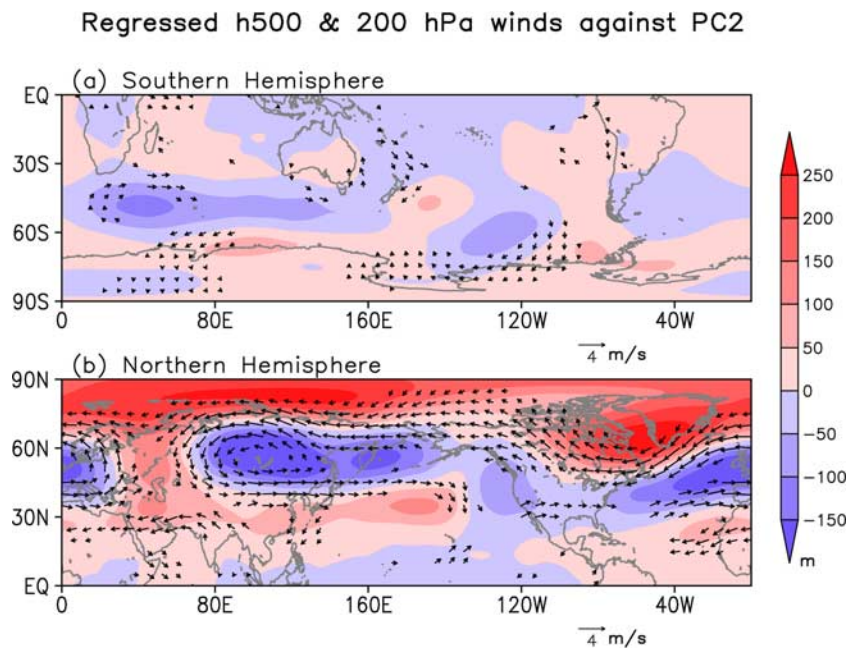 Regressed h500 & 200 hPa winds against PC2
(a) Southern Hemisphere
EQ
30S
60S
90S
0 80E 160E 120W 40W
4 m/s
(b) Northern Hemisphere
90N
60N
30N
EQ
0 80E 160E 120W 40W
4 m/s
250
200
150
100
50
0
−50
−100
−150
m